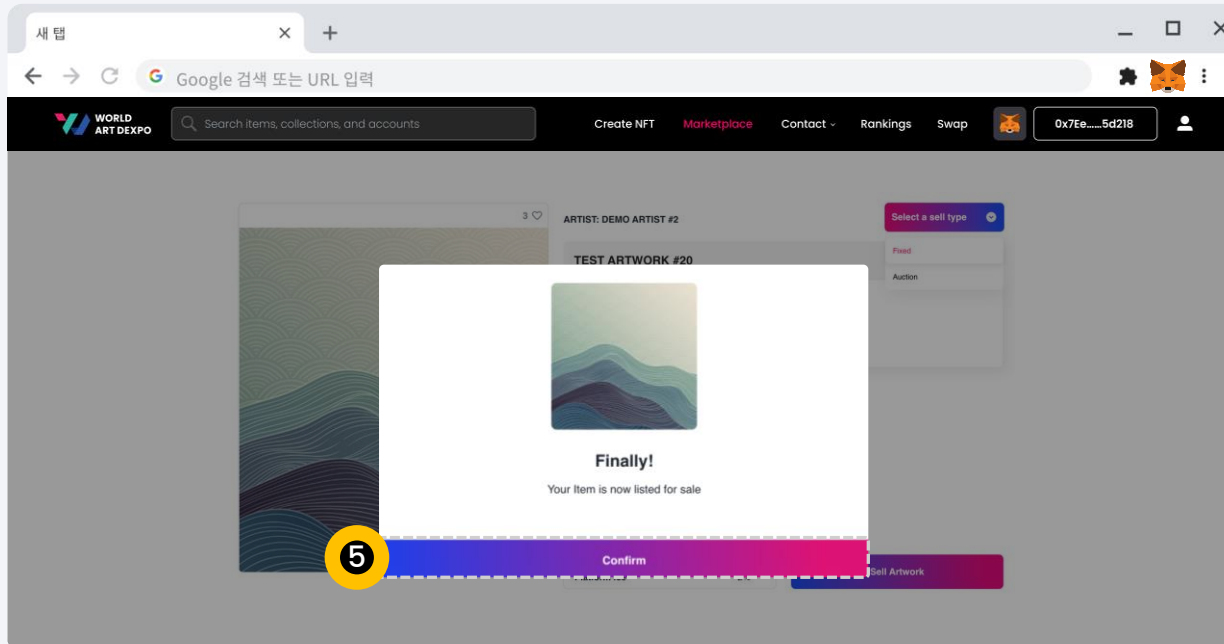 새 탭
Google 검색 또는 URL 입력
WORLD
ART DEXPO
Search items, collections, and accounts
Create NFT
Marketplace
Contact
Rankings
Swap
0x7Ee......5d218
3
ARTIST: DEMO ARTIST #2
Select a sell type
TEST ARTWORK #20
Fixed
Auction
Finally!
Your Item is now listed for sale
5
Confirm
Sell Artwork